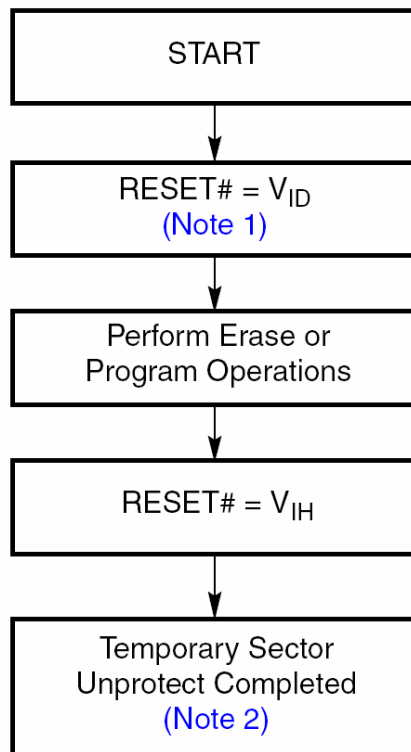 START
RESET# = VID
(Note 1)
Perform Erase or
Program Operations
RESET# = VIH
Temporary Sector
Unprotect Completed
(Note 2)